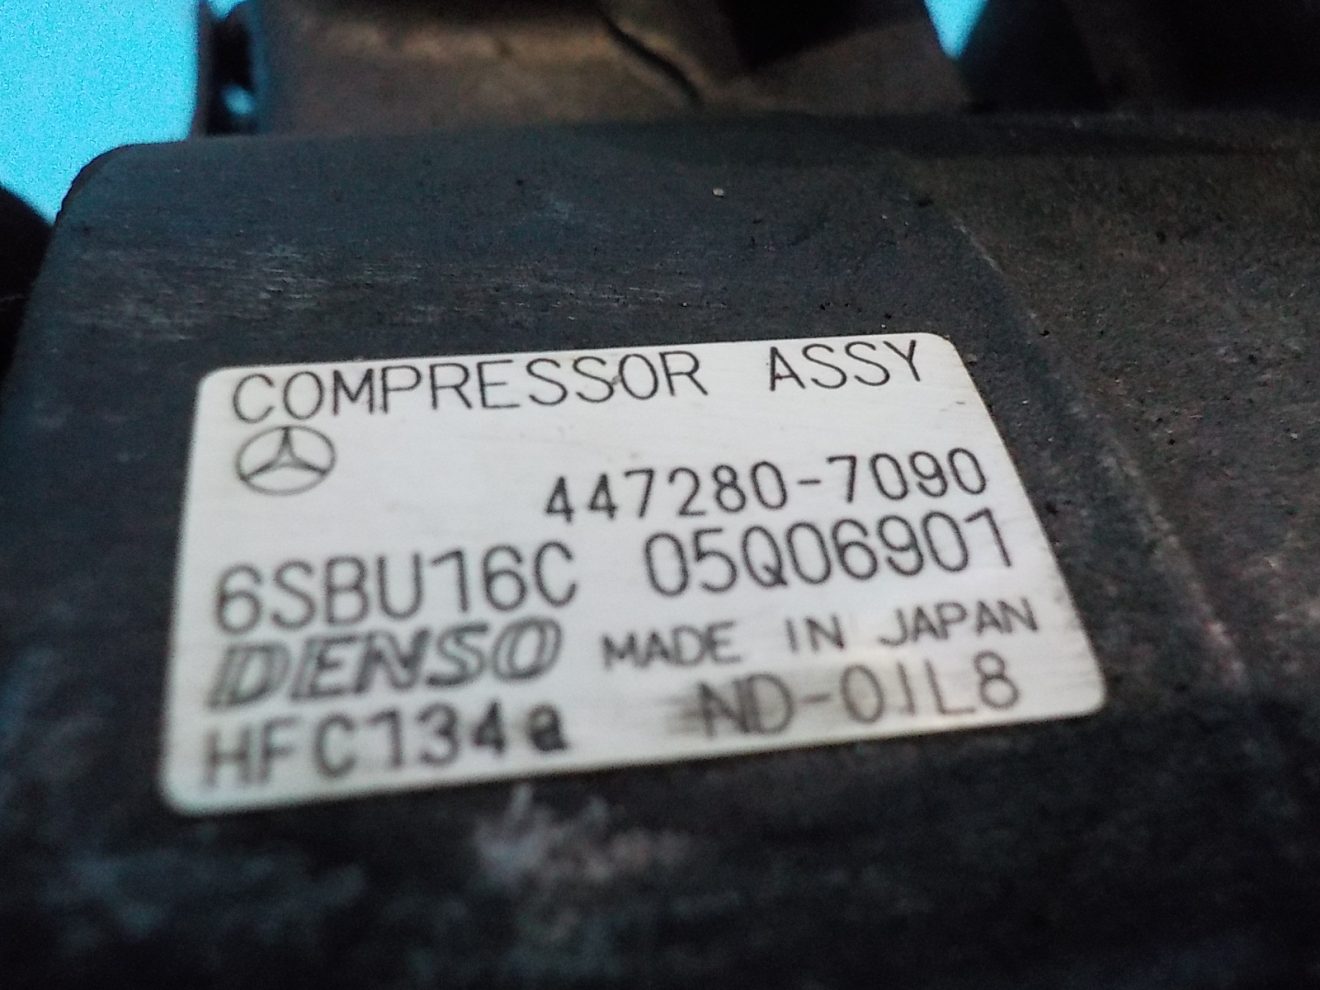 COMPRESSOR ASSY
447280-7090
6SBU16C 05Q06901
DENSO MADE IN JAPAN
HFC134a ND-OIL8